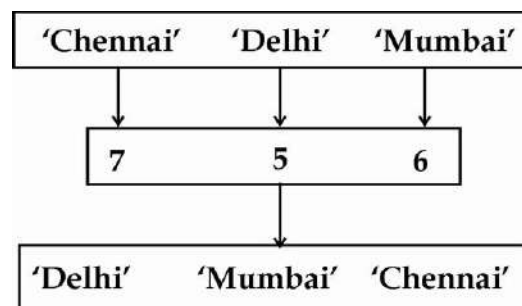 ‘Chennai’ ‘Delhi’ ‘Mumbai’
7 5 6
‘Delhi’ ‘Mumbai’ ‘Chennai’